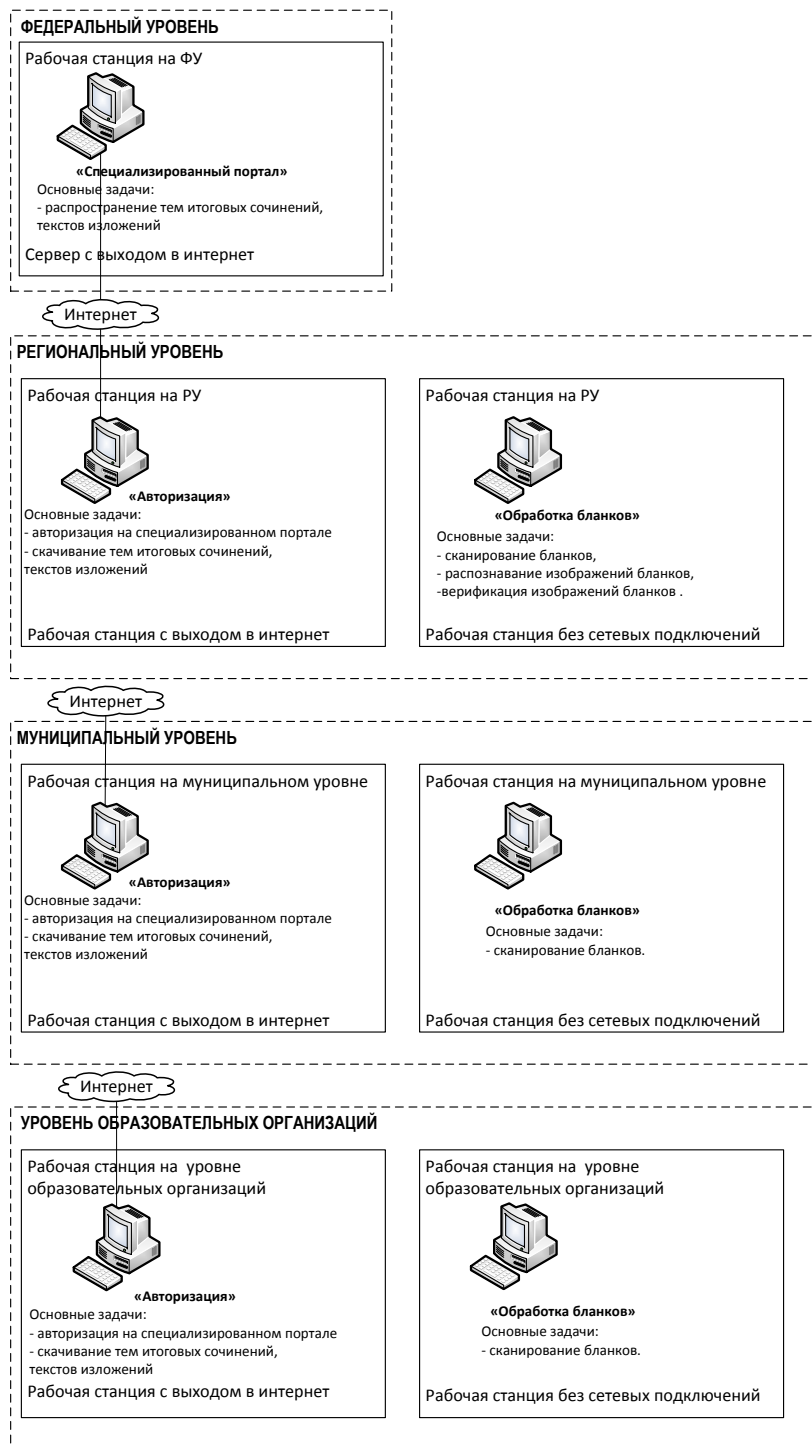 ФЕДЕРАЛЬНЫЙ УРОВЕНЬ
Рабочая станция на ФУ
«Специализированный портал»
Основные задачи:
- распространение тем итоговых сочинений,
текстов изложений
Сервер с выходом в интернет
Интернет
РЕГИОНАЛЬНЫЙ УРОВЕНЬ
Рабочая станция на РУ
«Авторизация»
Основные задачи:
- авторизация на специализированном портале
- скачивание тем итоговых сочинений,
текстов изложений
Рабочая станция с выходом в интернет
Рабочая станция на РУ
«Обработка бланков»
Основные задачи:
- сканирование бланков,
- распознавание изображений бланков,
-верификация изображений бланков .
Рабочая станция без сетевых подключений
Интернет
МУНИЦИПАЛЬНЫЙ УРОВЕНЬ
Рабочая станция на муниципальном уровне
«Авторизация»
Основные задачи:
- авторизация на специализированном портале
- скачивание тем итоговых сочинений,
текстов изложений
Рабочая станция с выходом в интернет
Рабочая станция на муниципальном уровне
«Обработка бланков»
Основные задачи:
- сканирование бланков.
Рабочая станция без сетевых подключений
Интернет
УРОВЕНЬ ОБРАЗОВАТЕЛЬНЫХ ОРГАНИЗАЦИЙ
Рабочая станция на уровне
образовательных организаций
«Авторизация»
Основные задачи:
- авторизация на специализированном портале
- скачивание тем итоговых сочинений,
текстов изложений
Рабочая станция с выходом в интернет
Рабочая станция на уровне
образовательных организаций
«Обработка бланков»
Основные задачи:
- сканирование бланков.
Рабочая станция без сетевых подключений